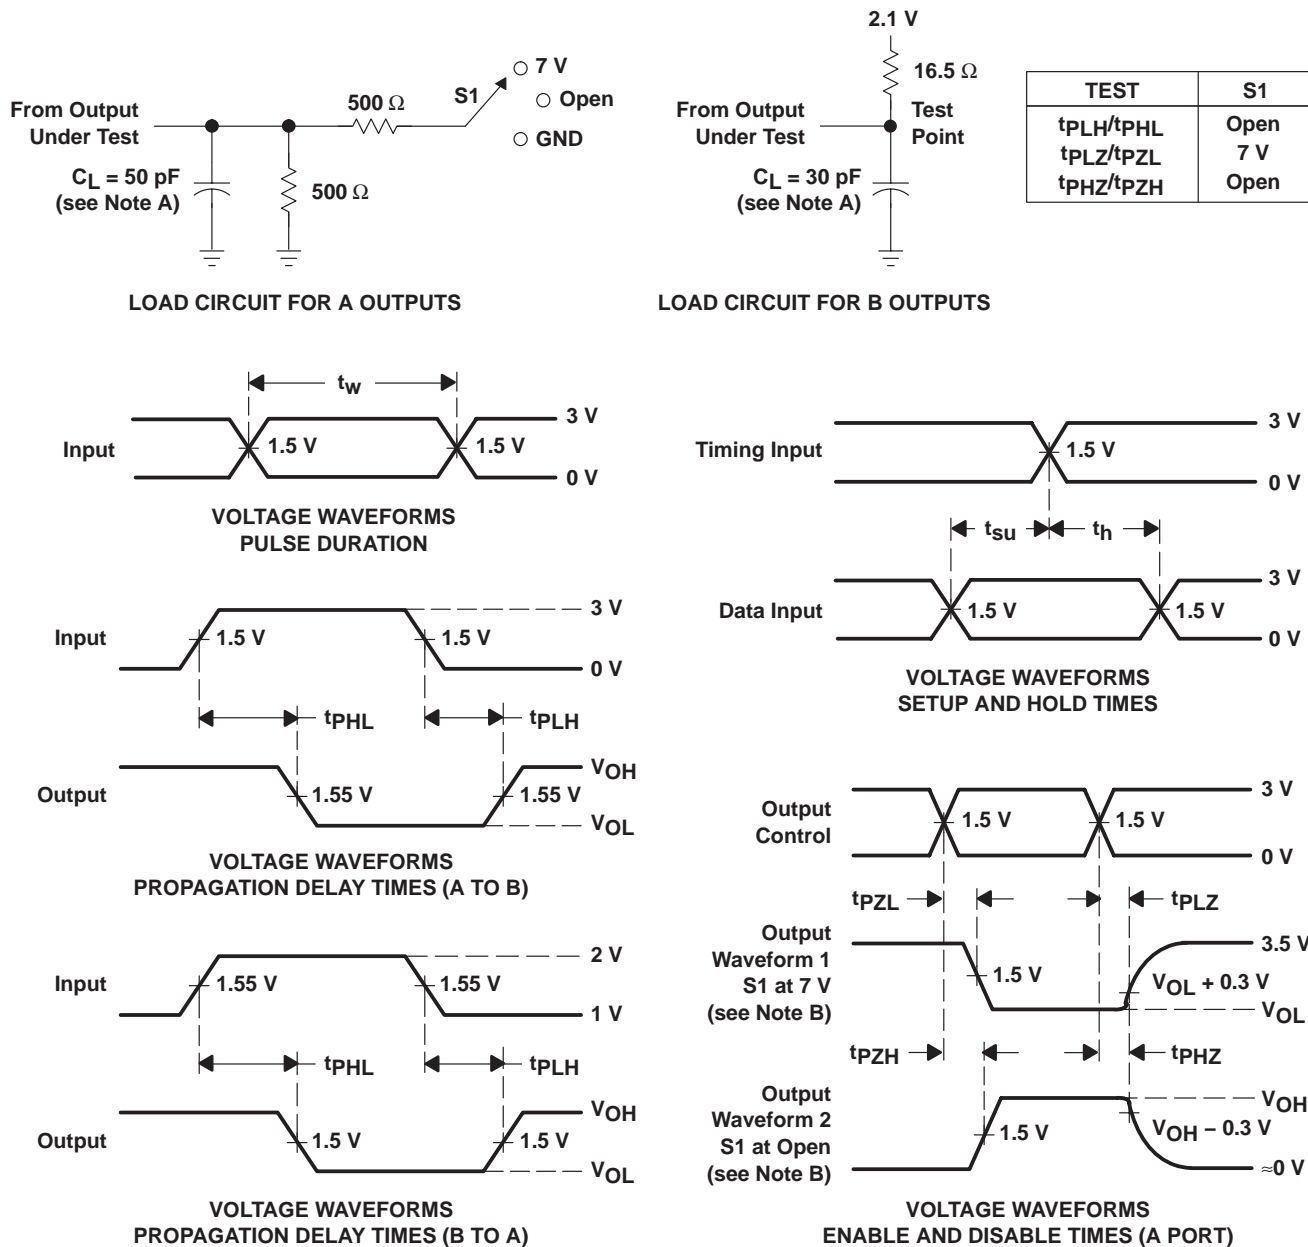 From Output
Under Test
500 Ω
S1
7 V
Open
GND
CL = 50 pF
(see Note A)
500 Ω
LOAD CIRCUIT FOR A OUTPUTS
2.1 V
16.5 Ω
From Output
Under Test
Test
Point
CL = 30 pF
(see Note A)
LOAD CIRCUIT FOR B OUTPUTS
TEST S1
tPLH/tPHL Open
tPLZ/tPZL 7 V
tPHZ/tPZH Open
tw
Input
1.5 V
1.5 V
3 V
0 V
VOLTAGE WAVEFORMS
PULSE DURATION
Timing Input
1.5 V
3 V
0 V
tsu
th
Data Input
1.5 V
1.5 V
3 V
0 V
VOLTAGE WAVEFORMS
SETUP AND HOLD TIMES
Input
1.5 V
1.5 V
3 V
0 V
tPHL
tPLH
Output
1.55 V
1.55 V
VOH
VOL
VOLTAGE WAVEFORMS
PROPAGATION DELAY TIMES (A TO B)
Input
1.55 V
1.55 V
2 V
1 V
tPHL
tPLH
Output
1.5 V
1.5 V
VOH
VOL
VOLTAGE WAVEFORMS
PROPAGATION DELAY TIMES (B TO A)
Output
Control
1.5 V
1.5 V
3 V
0 V
tPZL
tPLZ
Output
Waveform 1
S1 at 7 V
(see Note B)
1.5 V
3.5 V
VOL + 0.3 V
VOL
tPZH
tPHZ
Output
Waveform 2
S1 at Open
(see Note B)
1.5 V
VOH
VOH − 0.3 V
≈0 V
VOLTAGE WAVEFORMS
ENABLE AND DISABLE TIMES (A PORT)